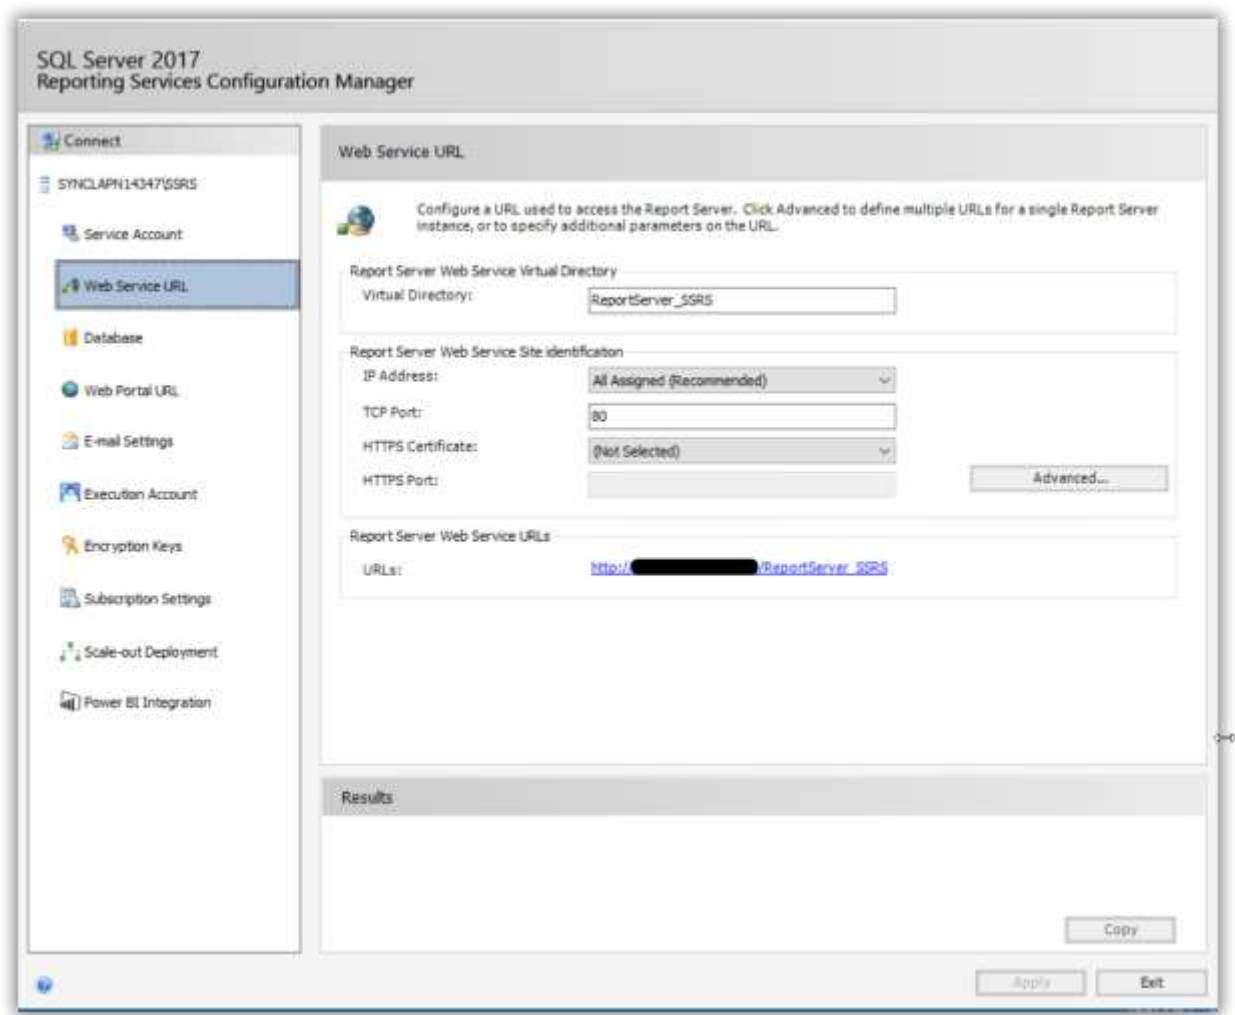 SQL Server 2017
Reporting Services Configuration Manager
Connect
SYNCLAPN14347\SSRS
Service Account
Web Service URL
Database
Web Portal URL
E-mail Settings
Execution Account
Encryption Keys
Subscription Settings
Scale-out Deployment
Power BI Integration
Web Service URL
Configure a URL used to access the Report Server. Click Advanced to define multiple URLs for a single Report Server
instance, or to specify additional parameters on the URL.
Report Server Web Service Virtual Directory
Virtual Directory: ReportServer_SSRS
Report Server Web Service Site identification
IP Address: All Assigned (Recommended)
TCP Port: 80
HTTPS Certificate: (Not Selected)
HTTPS Port:
Advanced...
Report Server Web Service URLs
URLs: http:// /ReportServer_SSRS
Results
Copy
Apply Exit